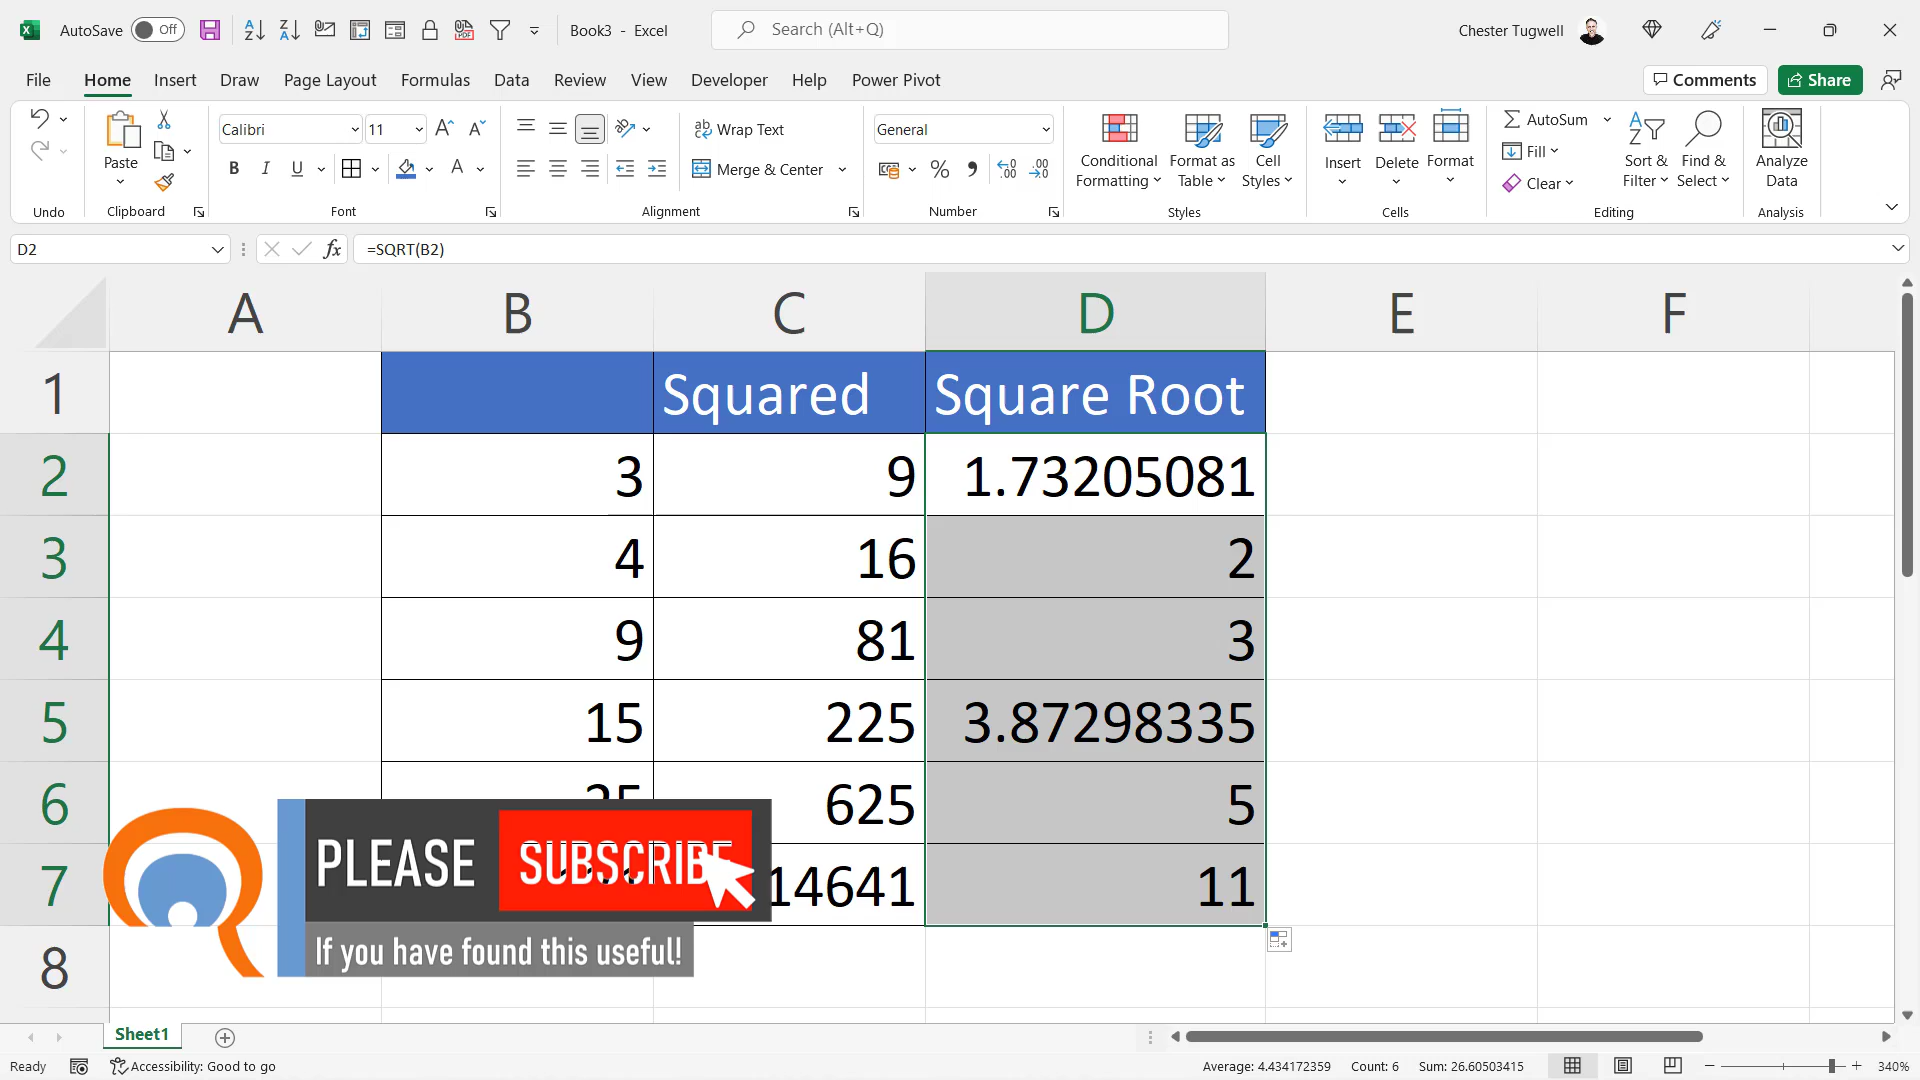 AutoSave Off Book3 - Excel Search (Alt+Q) Chester Tugwell
File Home Insert Draw Page Layout Formulas Data Review View Developer Help Power Pivot Comments Share
Paste Calibri 11 Wrap Text General Conditional Formatting Format as Table Cell Styles Insert Delete Format AutoSum Sort & Filter Find & Select Analyze Data
B I U A Merge & Center % Fill
Clear
Undo Clipboard Font Alignment Number Styles Cells Editing Analysis
D2 fx =SQRT(B2)
A B C D E F
1 Squared Square Root
2 3 9 1.73205081
3 4 16 2
4 9 81 3
5 15 225 3.87298335
6 25 625 5
7 14641 11
8
PLEASE SUBSCRIBE
If you have found this useful!
Sheet1
Ready Accessibility: Good to go Average: 4.434172359 Count: 6 Sum: 26.60503415 340%